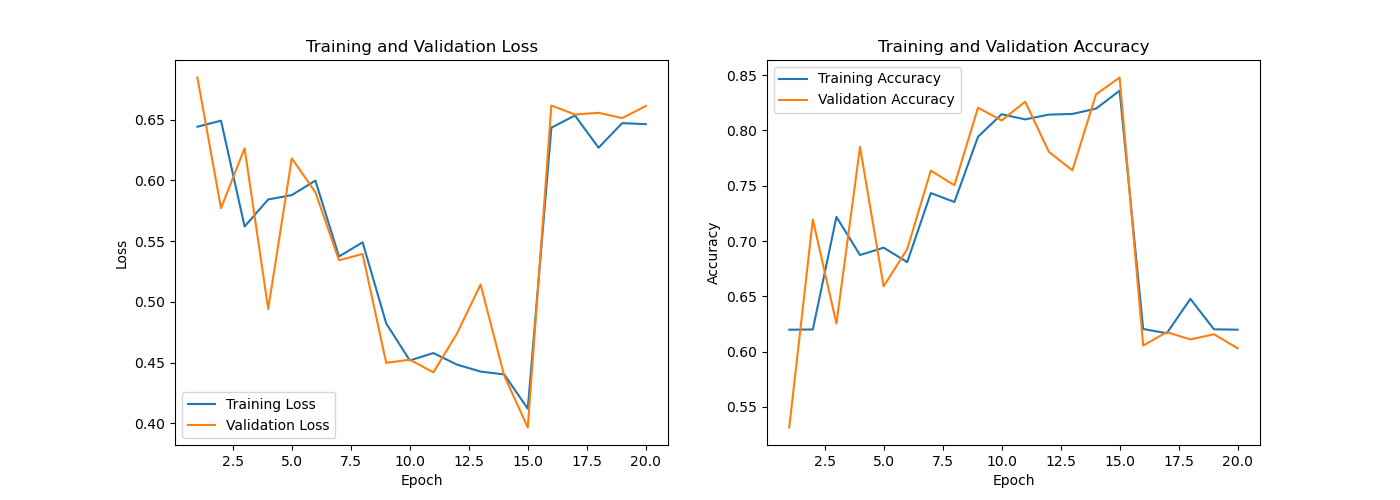 Training and Validation Loss
0.65
0.60
0.55
0.50
0.45
0.40
Loss
Training Loss
Validation Loss
2.5 5.0 7.5 10.0 12.5 15.0 17.5 20.0
Epoch
Training and Validation Accuracy
0.85
0.80
0.75
0.70
0.65
0.60
0.55
Accuracy
Training Accuracy
Validation Accuracy
2.5 5.0 7.5 10.0 12.5 15.0 17.5 20.0
Epoch